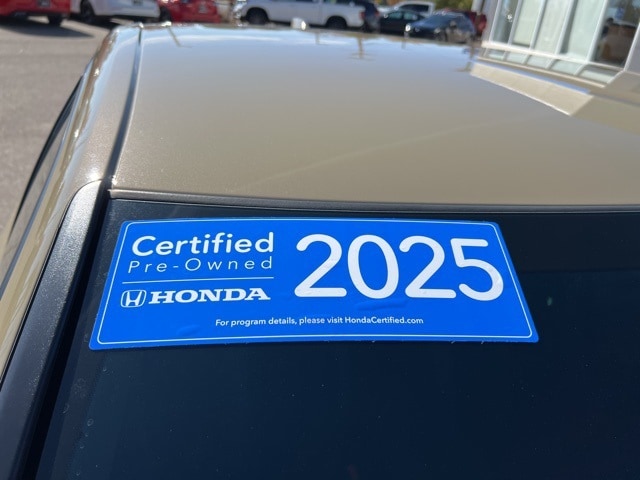 Certified
Pre-Owned
HONDA
2025
For program details, please visit HondaCertified.com